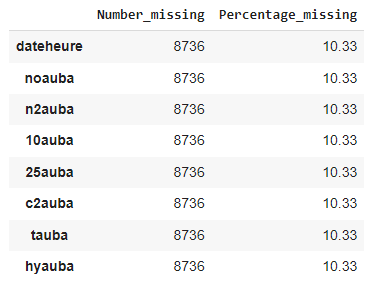 Number_missing Percentage_missing
dateheure 8736 10.33
noauba 8736 10.33
n2auba 8736 10.33
10auba 8736 10.33
25auba 8736 10.33
c2auba 8736 10.33
tauba 8736 10.33
hyauba 8736 10.33